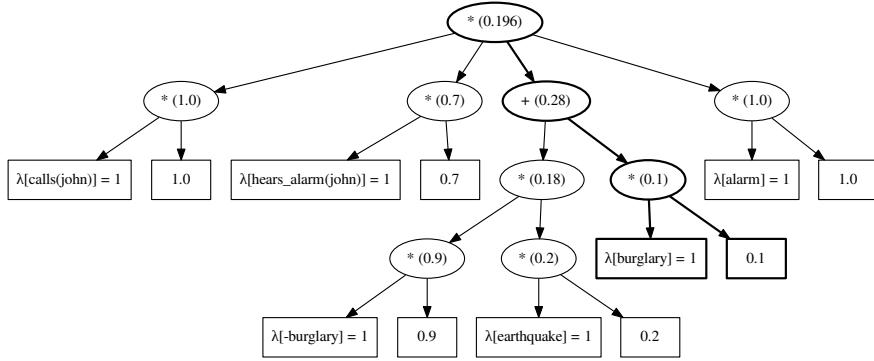 * (0.196)
* (1.0)
* (0.7)
+ (0.28)
* (1.0)
λ[calls(john)] = 1
1.0
λ[hears_alarm(john)] = 1
0.7
* (0.18)
* (0.1)
λ[alarm] = 1
1.0
* (0.9)
* (0.2)
λ[burglary] = 1
0.1
λ[-burglary] = 1
0.9
λ[earthquake] = 1
0.2